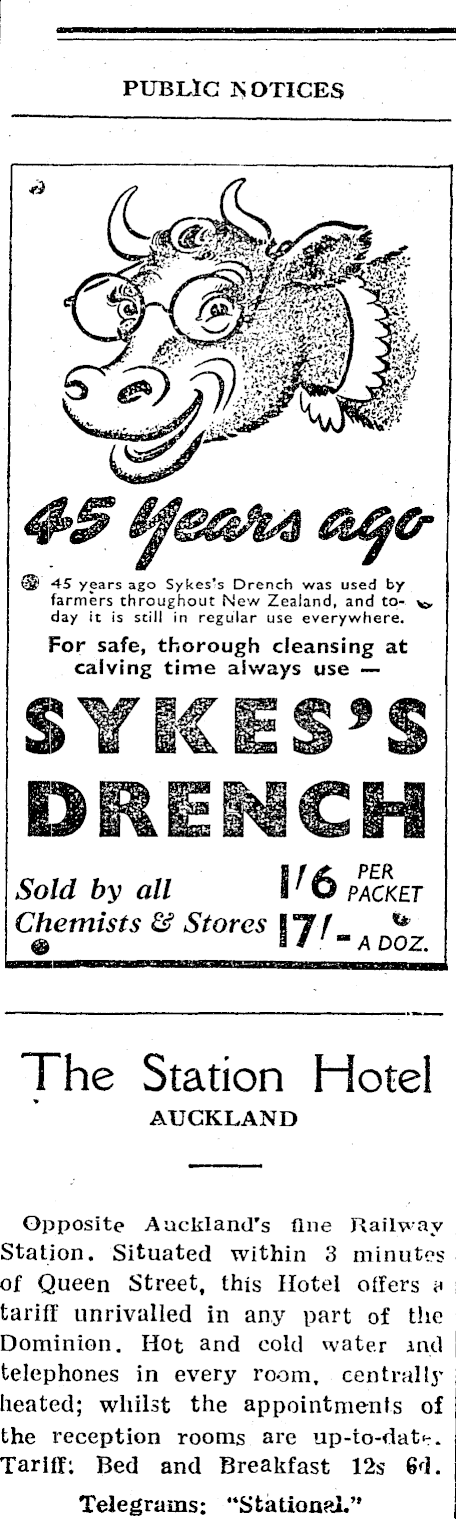 PUBLIC NOTICES
45 Years ago
45 years ago Sykes's Drench was used by
farmers throughout New Zealand, and to-
day it is still in regular use everywhere.
For safe, thorough cleansing at
calving time always use —
SYKES'S
DRENCH
Sold by all
Chemists & Stores
1/6 PER
PACKET
17/- A DOZ.
The Station Hotel
AUCKLAND
Opposite Auckland's fine Railway
Station. Situated within 3 minutes
of Queen Street, this Hotel offers a
tariff unrivalled in any part of the
Dominion. Hot and cold water and
telephones in every room, centrally
heated; whilst the appointments of
the reception rooms are up-to-date.
Tariff: Bed and Breakfast 12s 6d.
Telegrams: "Stational."